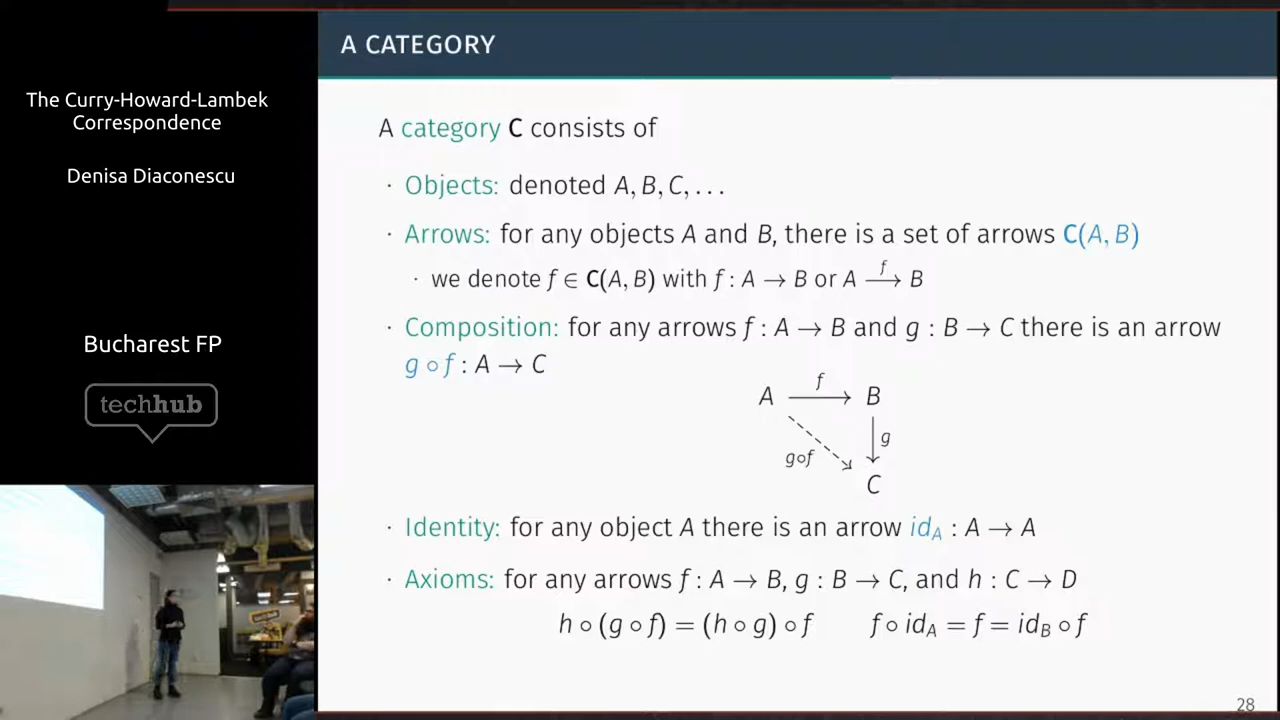 The Curry-Howard-Lambek
Correspondence
Denisa Diaconescu
Bucharest FP
techhub
A CATEGORY
A category C consists of
· Objects: denoted A, B, C, . . .
· Arrows: for any objects A and B, there is a set of arrows C(A, B)
· we denote f ∈ C(A, B) with f : A → B or A —f→ B
· Composition: for any arrows f : A → B and g : B → C there is an arrow
g ∘ f : A → C
f
A → B
g
g∘f
C
· Identity: for any object A there is an arrow id_A : A → A
· Axioms: for any arrows f : A → B, g : B → C, and h : C → D
h ∘ (g ∘ f) = (h ∘ g) ∘ f f ∘ id_A = f = id_B ∘ f
28